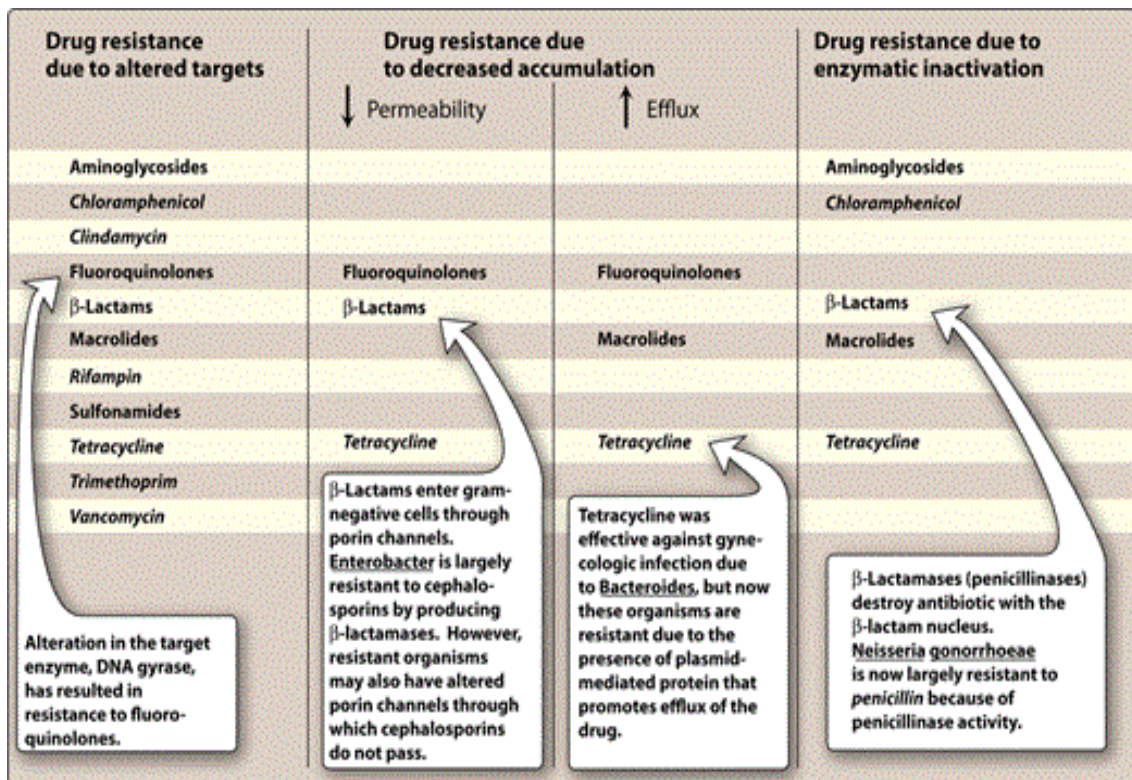 Drug resistance
due to altered targets
Drug resistance due
to decreased accumulation
Drug resistance due to
enzymatic inactivation
↓ Permeability
↑ Efflux
Aminoglycosides
Aminoglycosides
Chloramphenicol
Chloramphenicol
Clindamycin
Fluoroquinolones
Fluoroquinolones
Fluoroquinolones
β-Lactams
β-Lactams
β-Lactams
Macrolides
Macrolides
Macrolides
Rifampin
Sulfonamides
Tetracycline
Tetracycline
Tetracycline
Tetracycline
Trimethoprim
Vancomycin
Alteration in the target
enzyme, DNA gyrase,
has resulted in
resistance to fluoro-
quinolones.
β-Lactams enter gram-
negative cells through
porin channels.
Enterobacter is largely
resistant to cephalo-
sporins by producing
β-lactamases. However,
resistant organisms
may also have altered
porin channels through
which cephalosporins
do not pass.
Tetracycline was
effective against gyne-
cologic infection due
to Bacteroides, but now
these organisms are
resistant due to the
presence of plasmid-
mediated protein that
promotes efflux of the
drug.
β-Lactamases (penicillinases)
destroy antibiotic with the
β-lactam nucleus.
Neisseria gonorrhoeae
is now largely resistant to
penicillin because of
penicillinase activity.